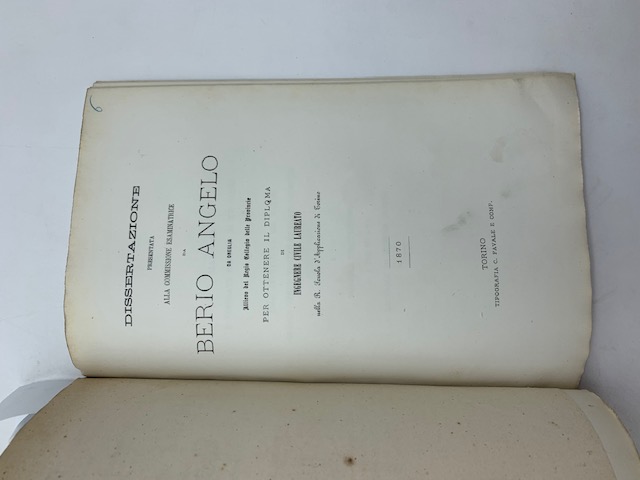 6
DISSERTAZIONE
PRESENTATA
ALLA COMMISSIONE ESAMINATRICE
DA
BERIO ANGELO
DA ONEGLIA
Allievo del Regio Collegio delle Provincie
PER OTTENERE IL DIPLOMA
DI
INGEGNERE CIVILE LAUREATO
nella R. Scuola d'Applicazione di Torino
1870
TORINO
TIPOGRAFIA C. FAVALE E COMP.